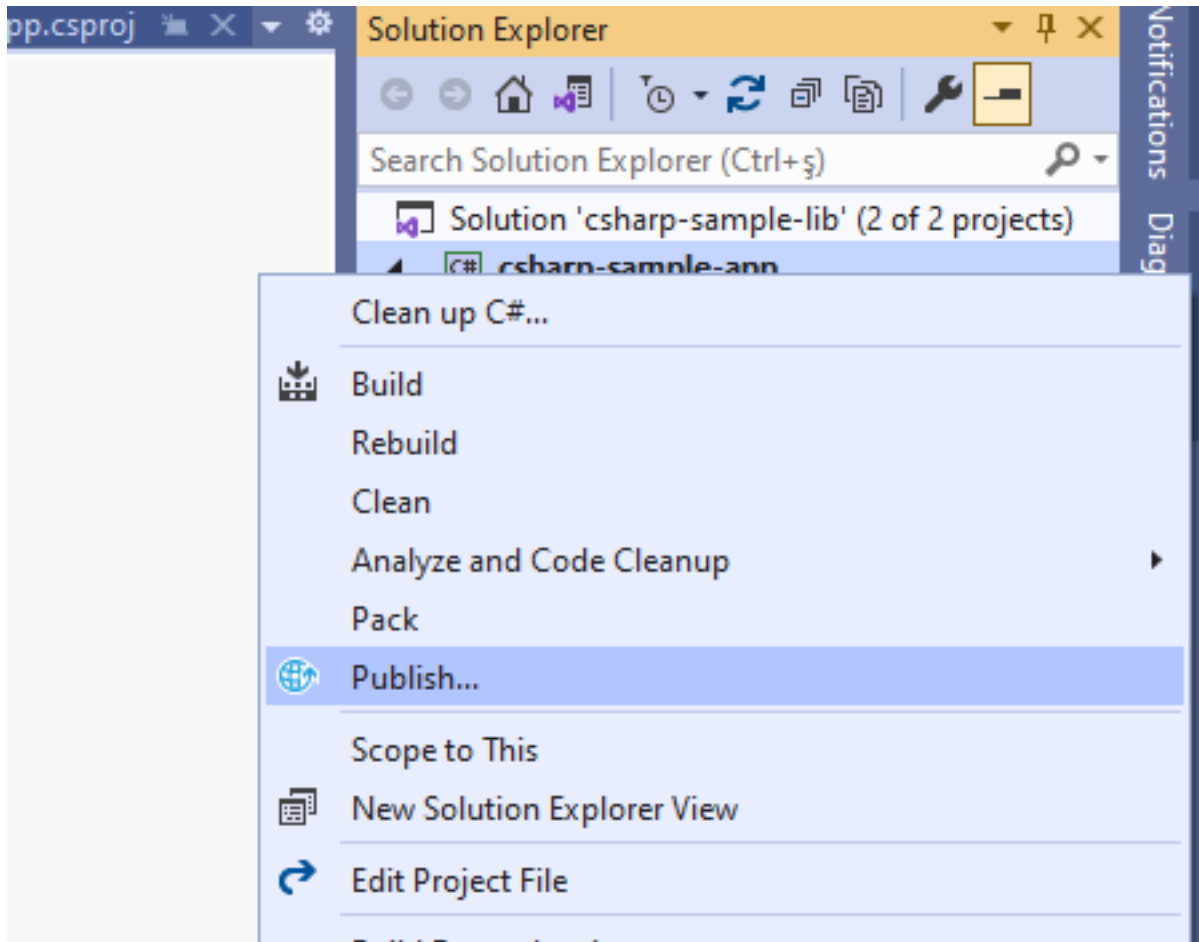 pp.csproj
Solution Explorer
Search Solution Explorer (Ctrl+ş)
Solution 'csharp-sample-lib' (2 of 2 projects)
C# csharp-sample-app
Clean up C#...
Build
Rebuild
Clean
Analyze and Code Cleanup
Pack
Publish...
Scope to This
New Solution Explorer View
Edit Project File
Notifications
Diag